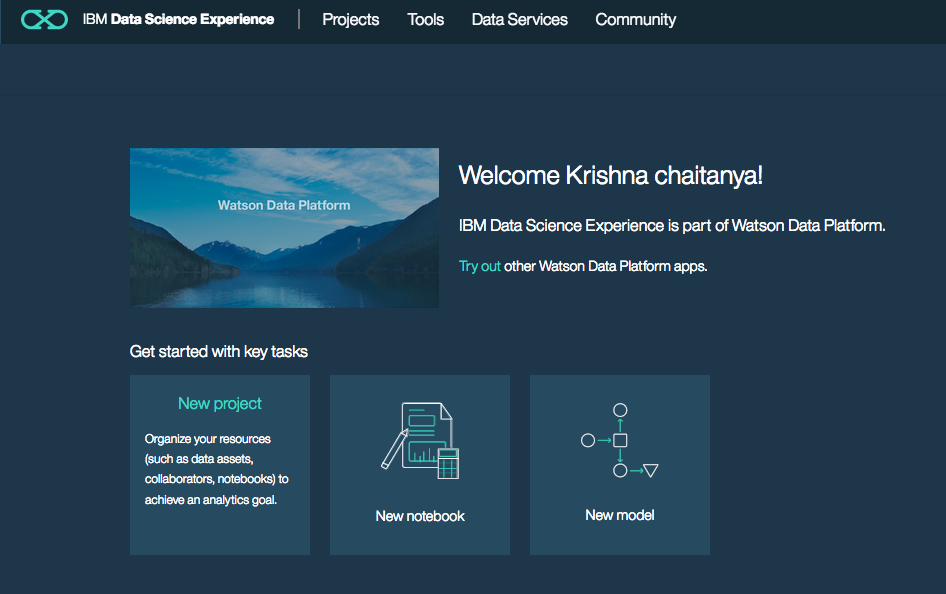 IBM Data Science Experience
Projects
Tools
Data Services
Community
Watson Data Platform
Welcome Krishna chaitanya!
IBM Data Science Experience is part of Watson Data Platform.
Try out other Watson Data Platform apps.
Get started with key tasks
New project
Organize your resources
(such as data assets,
collaborators, notebooks) to
achieve an analytics goal.
New notebook
New model